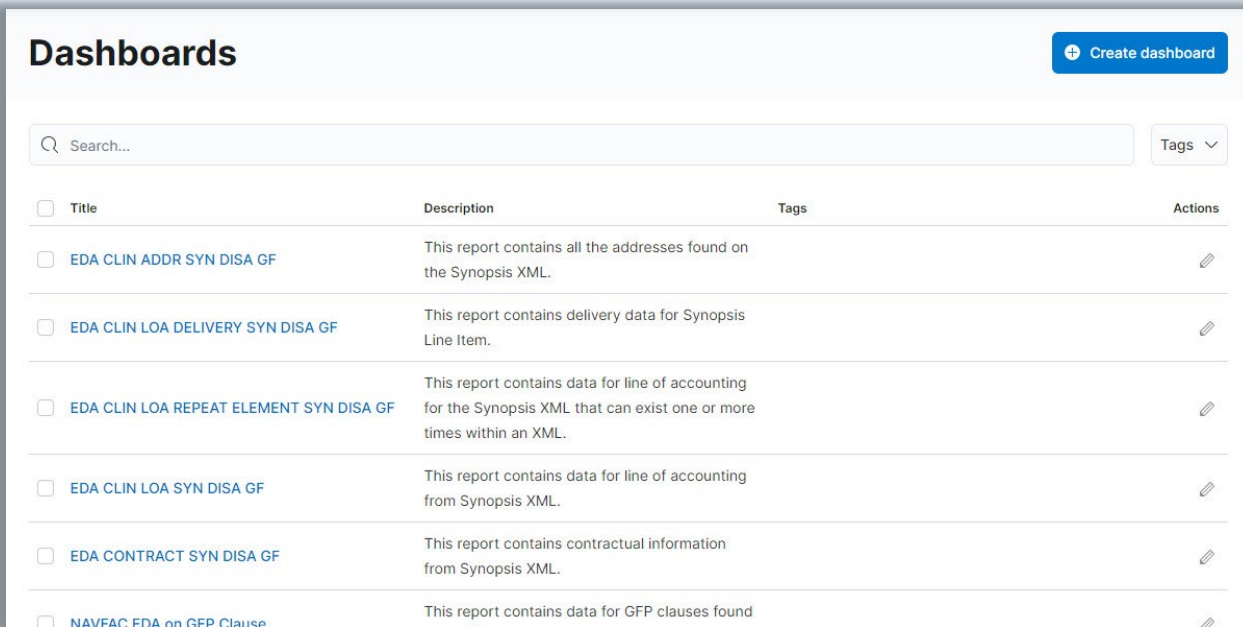 Dashboards
Create dashboard
Search...
Tags
Title Description Tags Actions
EDA CLIN ADDR SYN DISA GF
This report contains all the addresses found on
the Synopsis XML.
EDA CLIN LOA DELIVERY SYN DISA GF
This report contains delivery data for Synopsis
Line Item.
EDA CLIN LOA REPEAT ELEMENT SYN DISA GF
This report contains data for line of accounting
for the Synopsis XML that can exist one or more
times within an XML.
EDA CLIN LOA SYN DISA GF
This report contains data for line of accounting
from Synopsis XML.
EDA CONTRACT SYN DISA GF
This report contains contractual information
from Synopsis XML.
NAVFAC EDA on GFP Clause
This report contains data for GFP clauses found